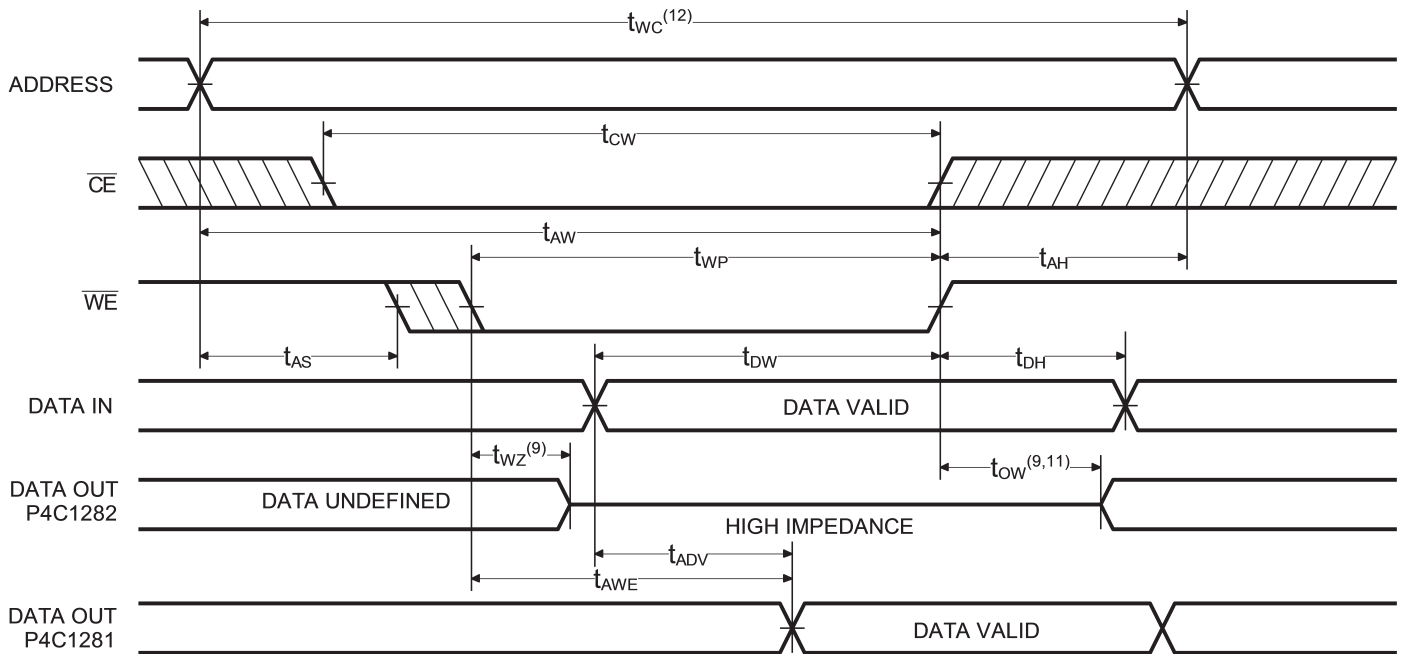 tWC(12)
ADDRESS
tCW
CE
tAW
tWP
tAH
WE
tAS
tDW
tDH
DATA IN
DATA VALID
tWZ(9)
tOW(9,11)
DATA OUT
P4C1282
DATA UNDEFINED
HIGH IMPEDANCE
tADV
tAWE
DATA OUT
P4C1281
DATA VALID